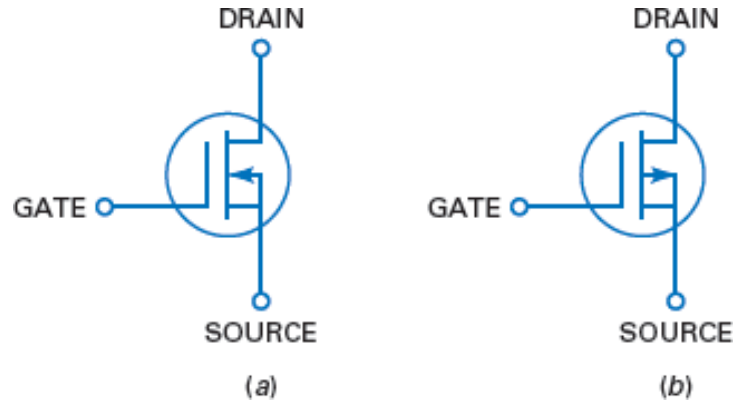 DRAIN
GATE
SOURCE
(a)
DRAIN
GATE
SOURCE
(b)